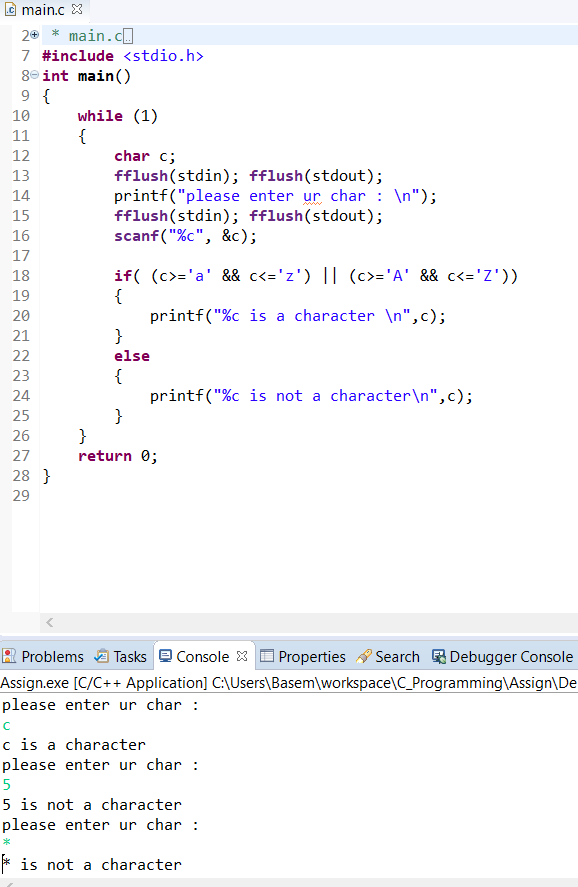 main.c
2 * main.c
7 #include <stdio.h>
8 int main()
9 {
10     while (1)
11     {
12         char c;
13         fflush(stdin); fflush(stdout);
14         printf("please enter ur char : \n");
15         fflush(stdin); fflush(stdout);
16         scanf("%c", &c);
17
18         if( (c>='a' && c<='z') || (c>='A' && c<='Z'))
19         {
20             printf("%c is a character \n",c);
21         }
22         else
23         {
24             printf("%c is not a character\n",c);
25         }
26     }
27     return 0;
28 }
29
Problems Tasks Console Properties Search Debugger Console
Assign.exe [C/C++ Application] C:\Users\Basem\workspace\C_Programming\Assign\De
please enter ur char :
c
c is a character
please enter ur char :
5
5 is not a character
please enter ur char :
*
* is not a character